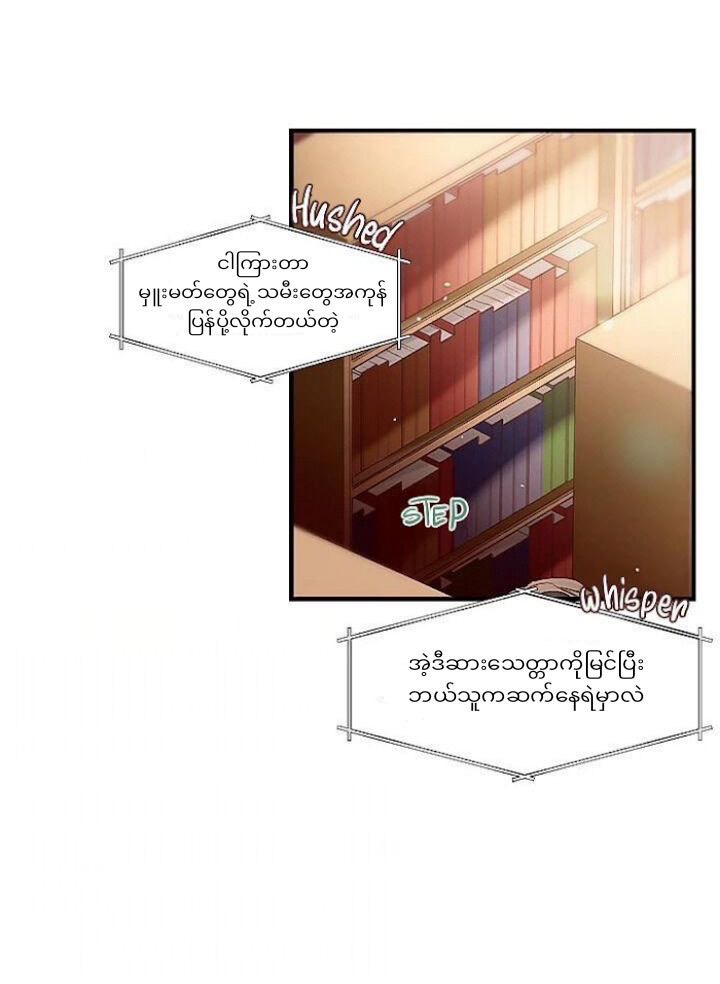 Hushed
ငါကြားတာ
မှူးမတ်တွေရဲ့ သမီးတွေအကုန်
ပြန်ပို့လိုက်တယ်တဲ့
STEP
whisper
အဲ့ဒီဆားသေတ္တာကိုမြင်ပြီး
ဘယ်သူကဆက်နေရဲမှာလဲ